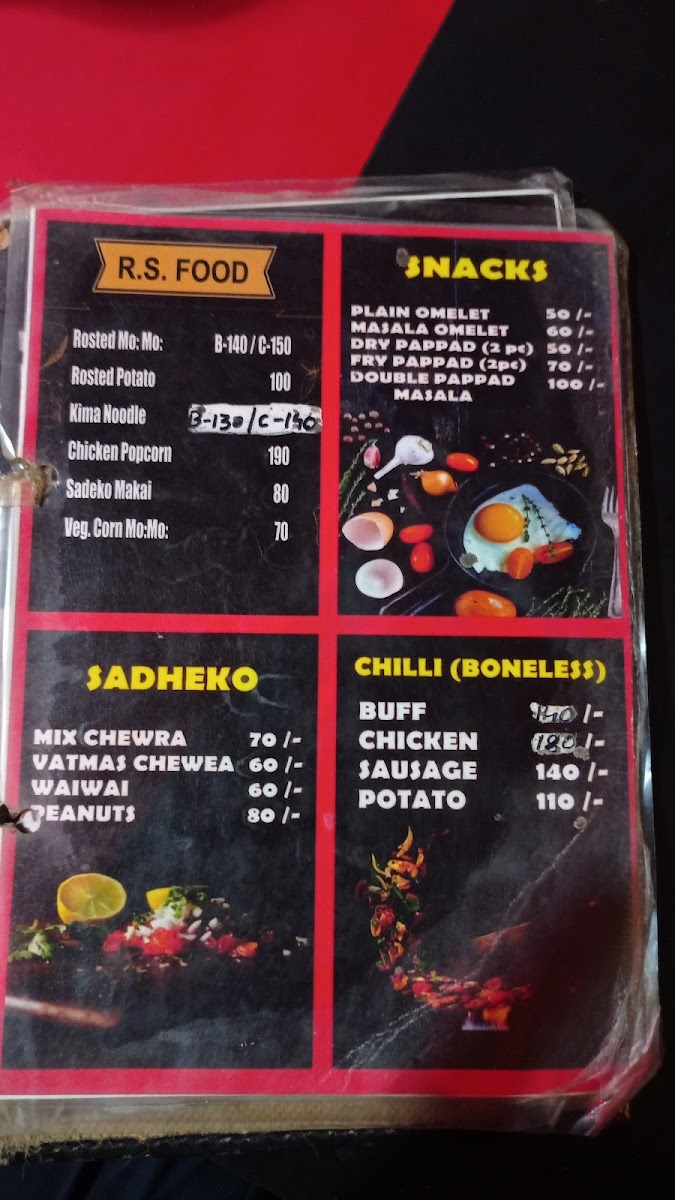 R.S. FOOD
Rosted Mo: Mo: B-140 / C-150
Rosted Potato 100
Kima Noodle B-130/C-140
Chicken Popcorn 190
Sadeko Makai 80
Veg. Corn Mo:Mo: 70
SNACKS
PLAIN OMELET 50 /-
MASALA OMELET 60 /-
DRY PAPPAD (2 pc) 50 /-
FRY PAPPAD (2pc) 70 /-
DOUBLE PAPPAD 100 /-
MASALA
SADHEKO
MIX CHEWRA 70 /-
VATMAS CHEWEA 60 /-
WAIWAI 60 /-
PEANUTS 80 /-
CHILLI (BONELESS)
BUFF 140 /-
CHICKEN 180 /-
SAUSAGE 140 /-
POTATO 110 /-